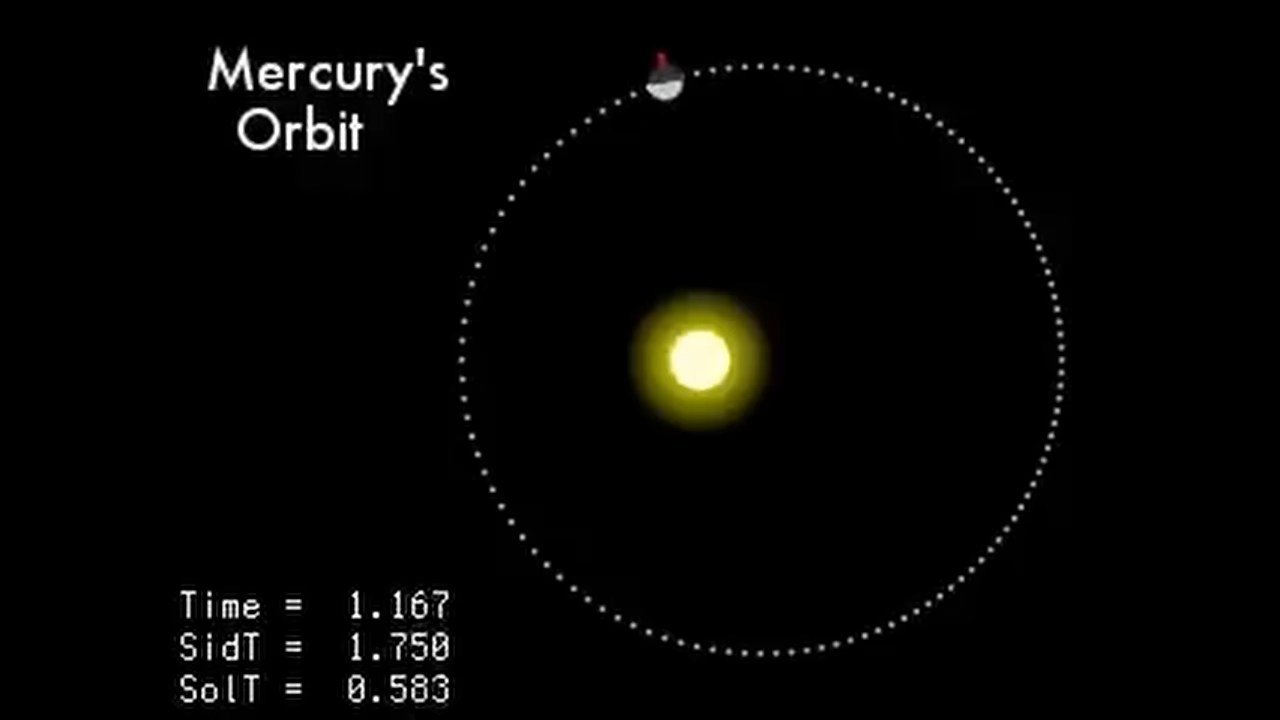 Mercury's
Orbit
Time = 1.167
SidT = 1.750
SolT = 0.583